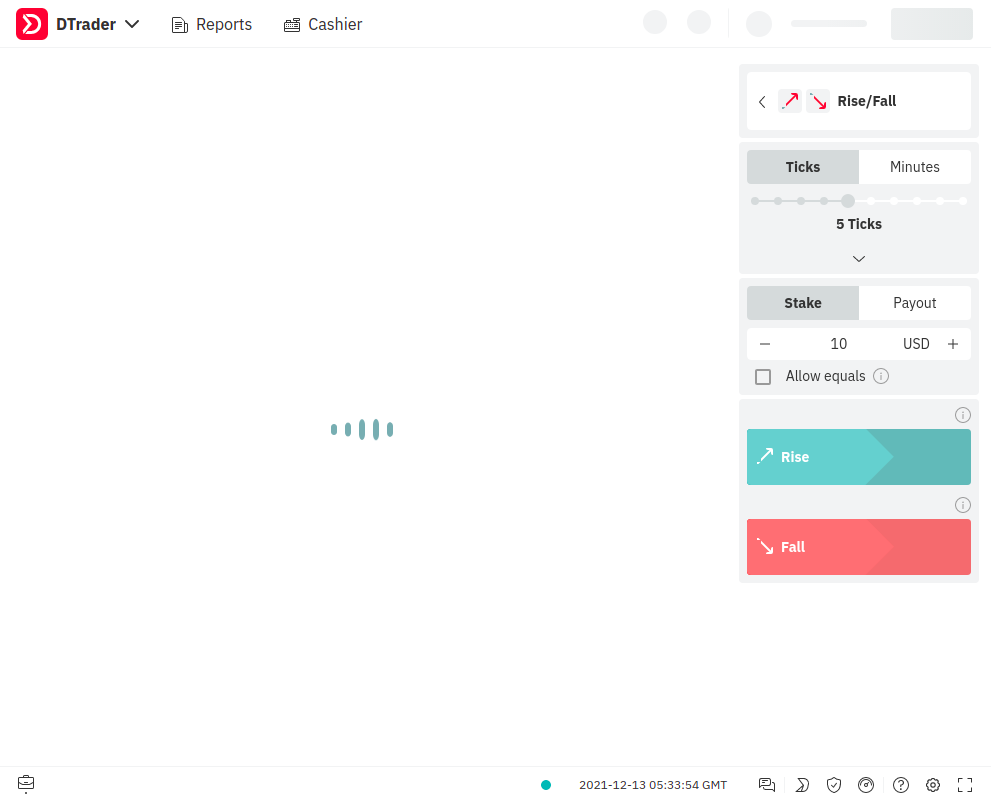 DTrader
Reports
Cashier
Rise/Fall
Ticks
Minutes
5 Ticks
Stake
Payout
10
USD
Allow equals
Rise
Fall
2021-12-13 05:33:54 GMT